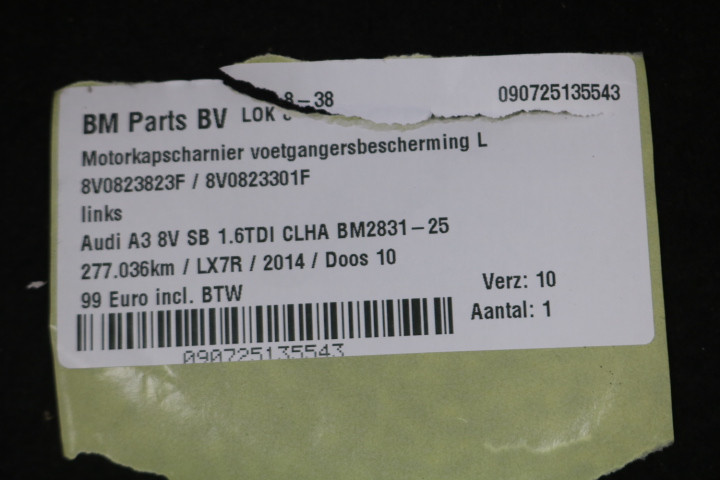 BM Parts BV LOK 8-38 090725135543
Motorkapscharnier voetgangersbescherming L
8V0823823F / 8V0823301F
links
Audi A3 8V SB 1.6TDI CLHA BM2831-25
277.036km / LX7R / 2014 / Doos 10
99 Euro incl. BTW
Verz: 10
Aantal: 1
090725135543